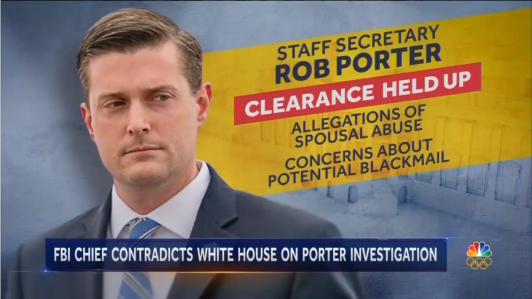 STAFF SECRETARY
ROB PORTER
CLEARANCE HELD UP
ALLEGATIONS OF
SPOUSAL ABUSE
CONCERNS ABOUT
POTENTIAL BLACKMAIL
FBI CHIEF CONTRADICTS WHITE HOUSE ON PORTER INVESTIGATION